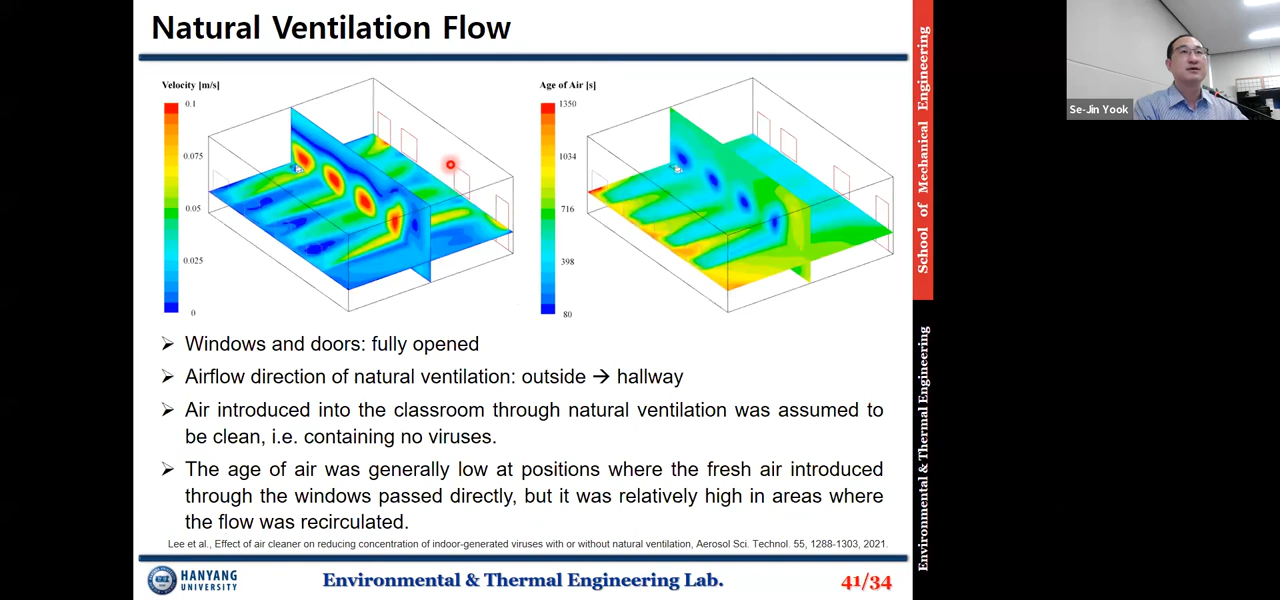 Natural Ventilation Flow
Velocity [m/s]
0.1
0.075
0.05
0.025
0
Age of Air [s]
1350
1034
716
398
80
➢ Windows and doors: fully opened
➢ Airflow direction of natural ventilation: outside → hallway
➢ Air introduced into the classroom through natural ventilation was assumed to
be clean, i.e. containing no viruses.
➢ The age of air was generally low at positions where the fresh air introduced
through the windows passed directly, but it was relatively high in areas where
the flow was recirculated.
Lee et al., Effect of air cleaner on reducing concentration of indoor-generated viruses with or without natural ventilation, Aerosol Sci. Technol. 55, 1288-1303, 2021.
HANYANG
UNIVERSITY
Environmental & Thermal Engineering Lab.
41/34
School of Mechanical Engineering
Environmental & Thermal Engineering
Se-Jin Yook